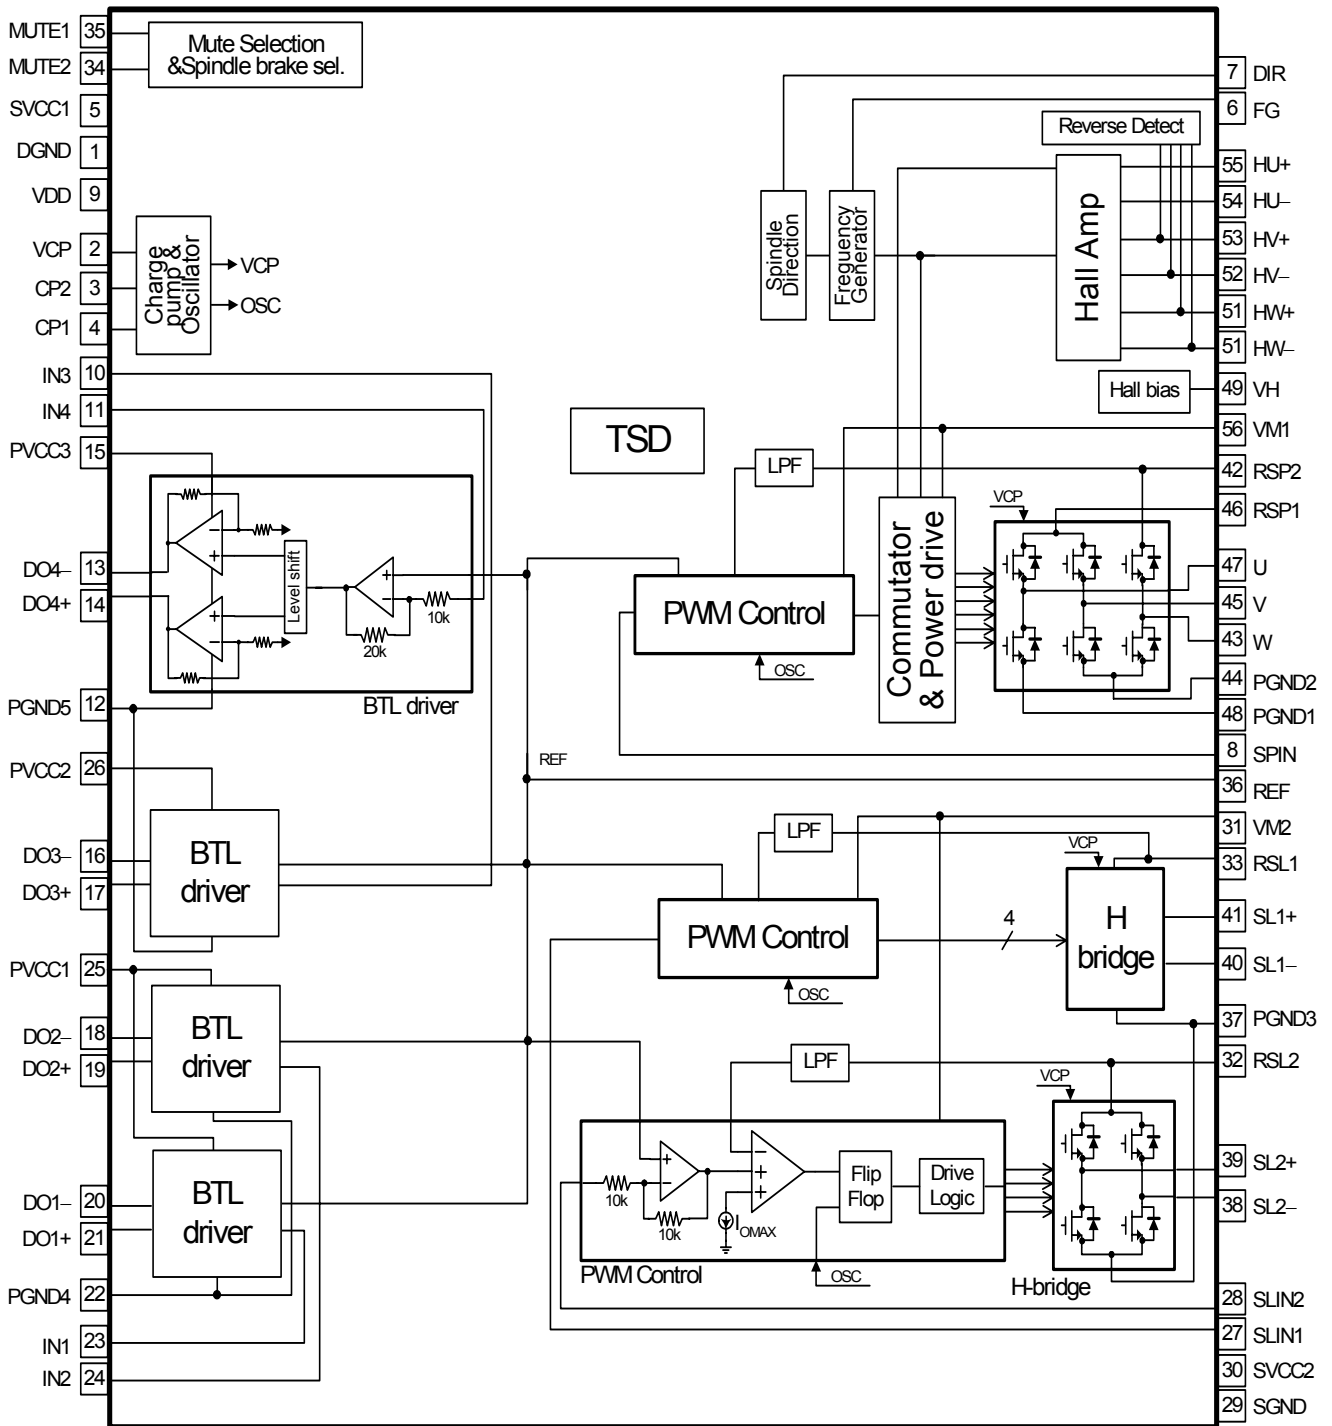 MUTE1 35
MUTE2 34
SVCC1 5
DGND 1
VDD 9
VCP 2
CP2 3
CP1 4
IN3 10
IN4 11
PVCC3 15
DO4– 13
DO4+ 14
PGND5 12
PVCC2 26
DO3– 16
DO3+ 17
PVCC1 25
DO2– 18
DO2+ 19
DO1– 20
DO1+ 21
PGND4 22
IN1 23
IN2 24
Mute Selection
&Spindle brake sel.
Charge
pump &
Oscillator
VCP
OSC
Level shift
–
+
+
–
+
–
10k
20k
BTL driver
BTL
driver
BTL
driver
BTL
driver
REF
TSD
Spindle
Direction
Freguency
Generator
Reverse Detect
Hall Amp
Hall bias
LPF
PWM Control
OSC
Commutator
& Power drive
VCP
LPF
PWM Control
OSC
4
VCP
H
bridge
LPF
10k
+
–
10k
–
+
+
IOMAX
Flip
Flop
Drive
Logic
OSC
PWM Control
VCP
H-bridge
7 DIR
6 FG
55 HU+
54 HU–
53 HV+
52 HV–
51 HW+
51 HW–
49 VH
56 VM1
42 RSP2
46 RSP1
47 U
45 V
43 W
44 PGND2
48 PGND1
8 SPIN
36 REF
31 VM2
33 RSL1
41 SL1+
40 SL1–
37 PGND3
32 RSL2
39 SL2+
38 SL2–
28 SLIN2
27 SLIN1
30 SVCC2
29 SGND